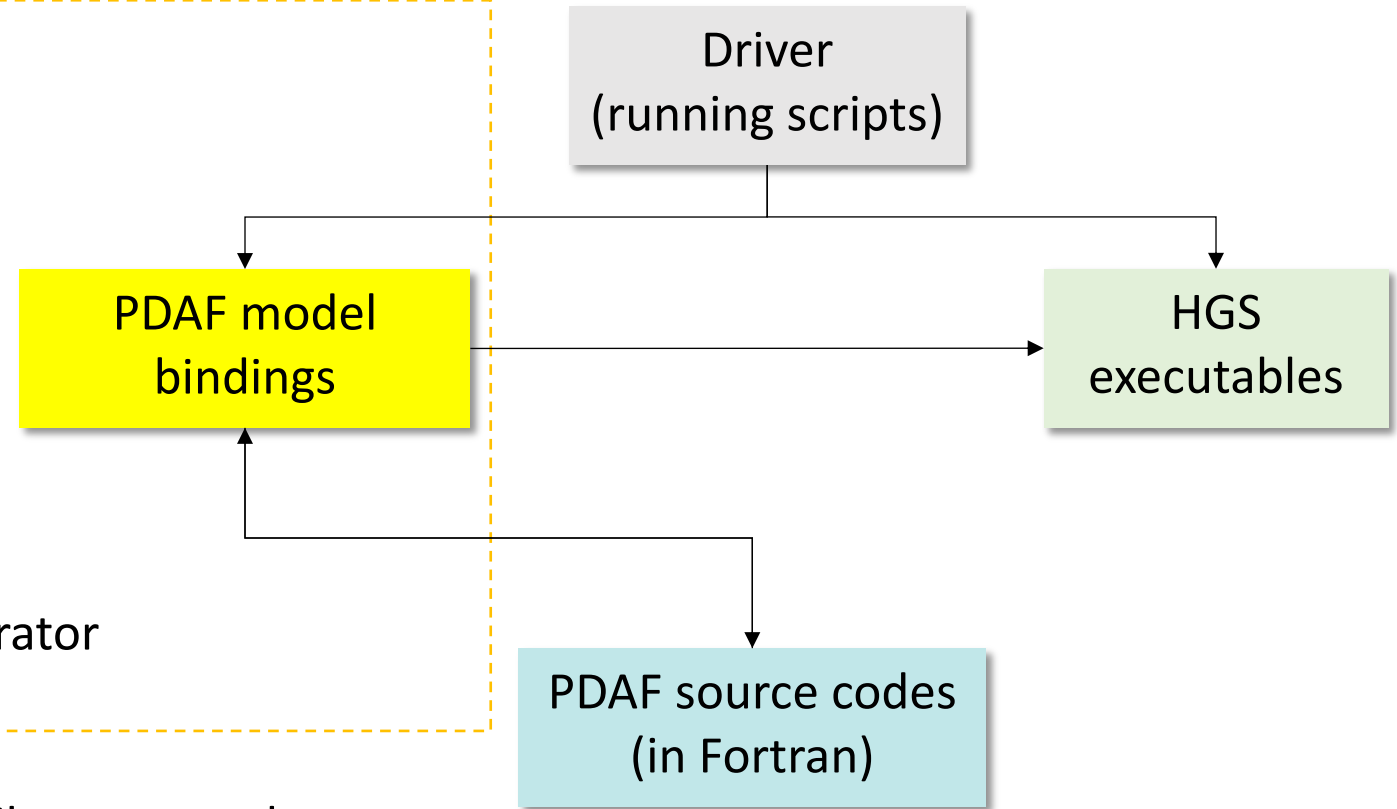 Driver
(running scripts)
PDAF model
bindings
HGS
executables
rator
PDAF source codes
(in Fortran)